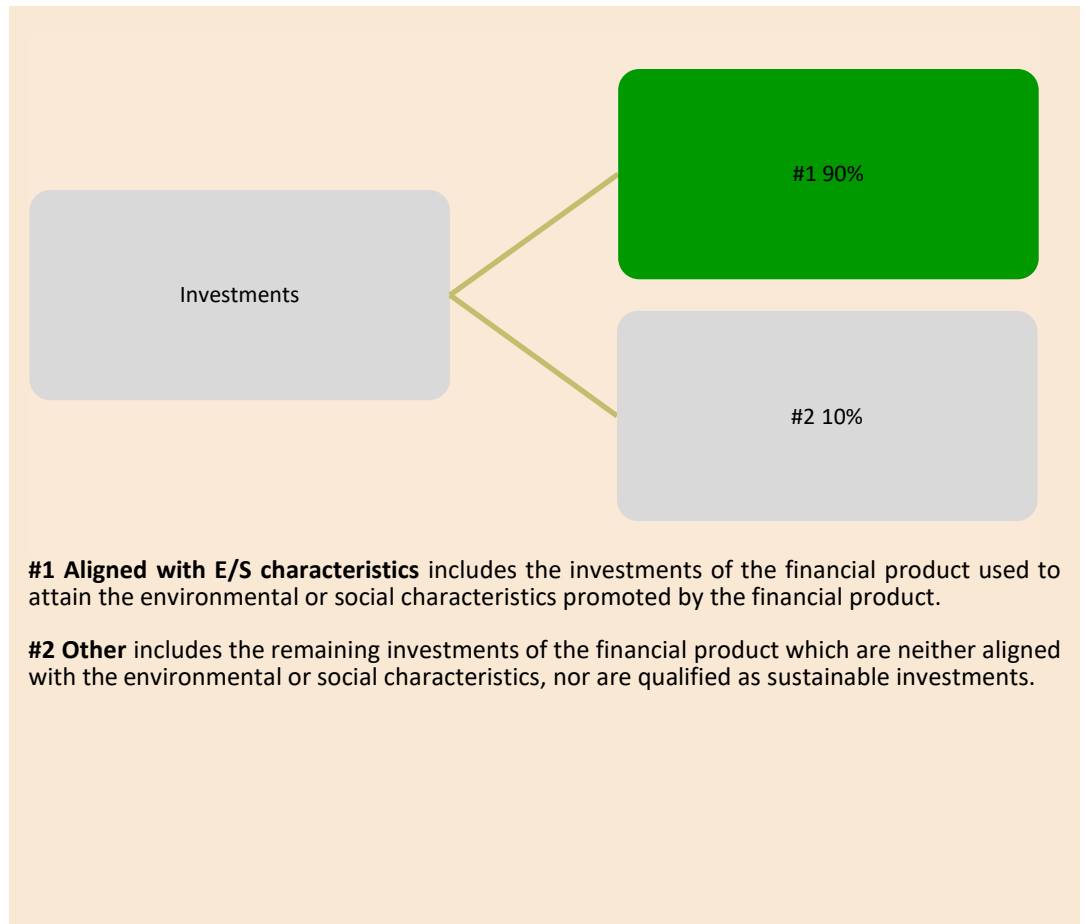 #1 90%
Investments
#2 10%
#1 Aligned with E/S characteristics includes the investments of the financial product used to
attain the environmental or social characteristics promoted by the financial product.
#2 Other includes the remaining investments of the financial product which are neither aligned
with the environmental or social characteristics, nor are qualified as sustainable investments.